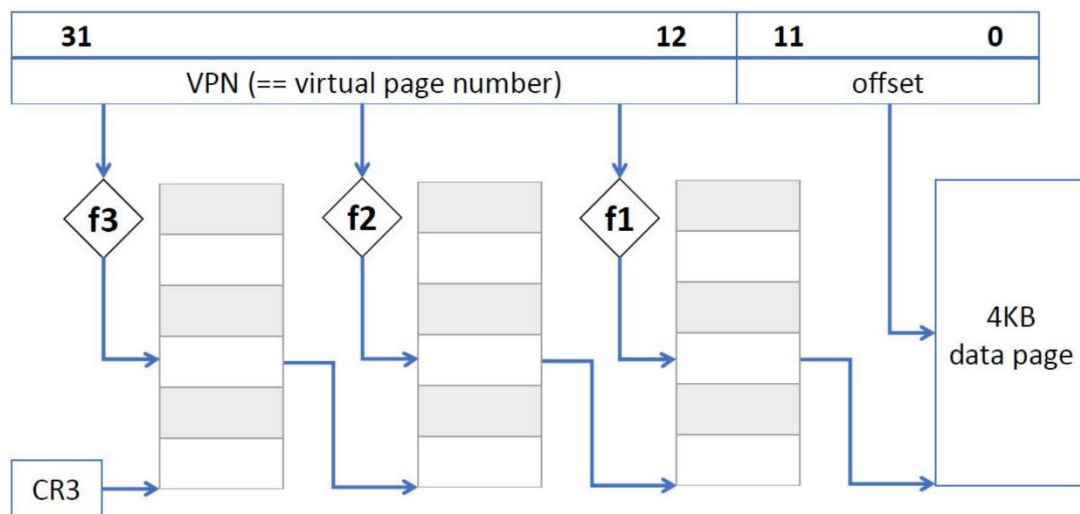 31 12 11 0
VPN (== virtual page number) offset
f3 f2 f1
4KB
data page
CR3